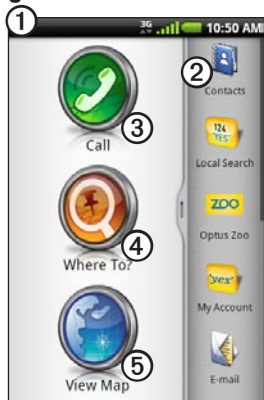 3G 10:50 AM
①
②
Contacts
③
Call
124
'YES'
Local Search
④
Where To?
ZOO
Optus Zoo
'yes'
My Account
⑤
View Map
E-mail